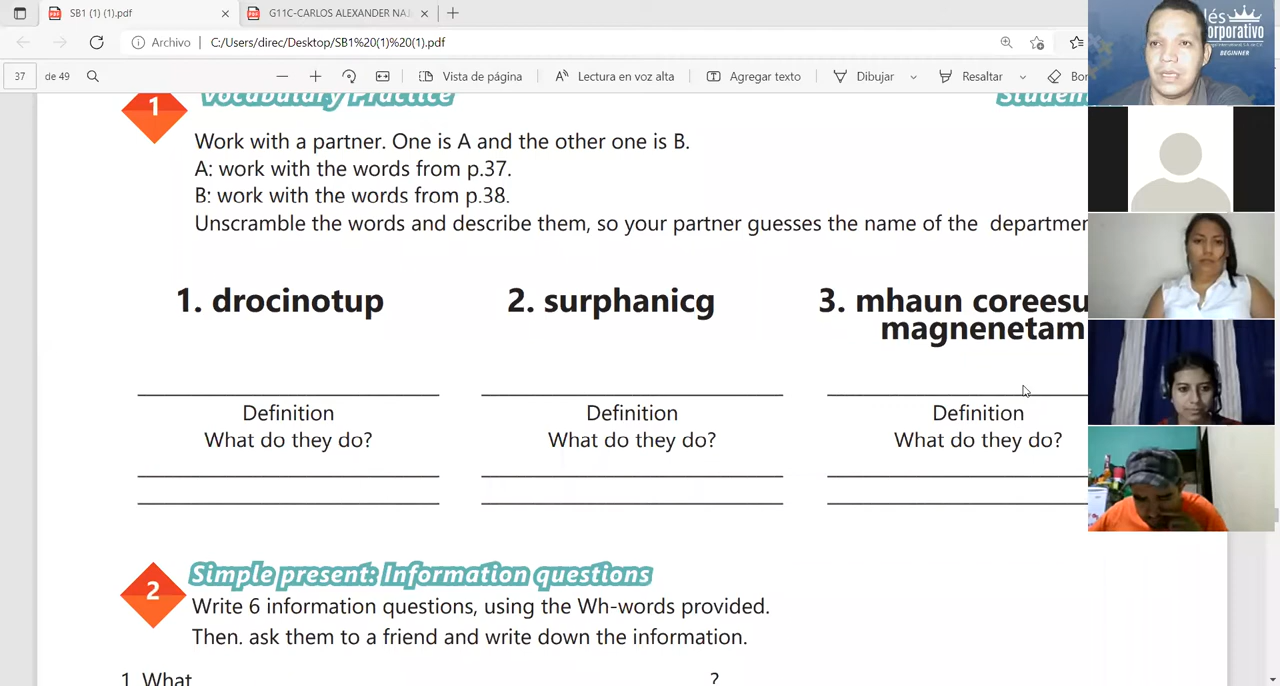 SB1 (1) (1).pdf
G11C-CARLOS ALEXANDER NA
Archivo
C:/Users/direc/Desktop/SB1%20(1)%20(1).pdf
37 de 49
Vista de página
Lectura en voz alta
Agregar texto
Dibujar
Resaltar
1 Vocabulary Practice
Work with a partner. One is A and the other one is B.
A: work with the words from p.37.
B: work with the words from p.38.
Unscramble the words and describe them, so your partner guesses the name of the
1. drocinotup 2. surphanicg 3. mhaun
Definition Definition Definition
What do they do? What do they do? What do they do?
2 Simple present: Information questions
Write 6 information questions, using the Wh-words provided.
Then. ask them to a friend and write down the information.
1. What ?
BEGINNER